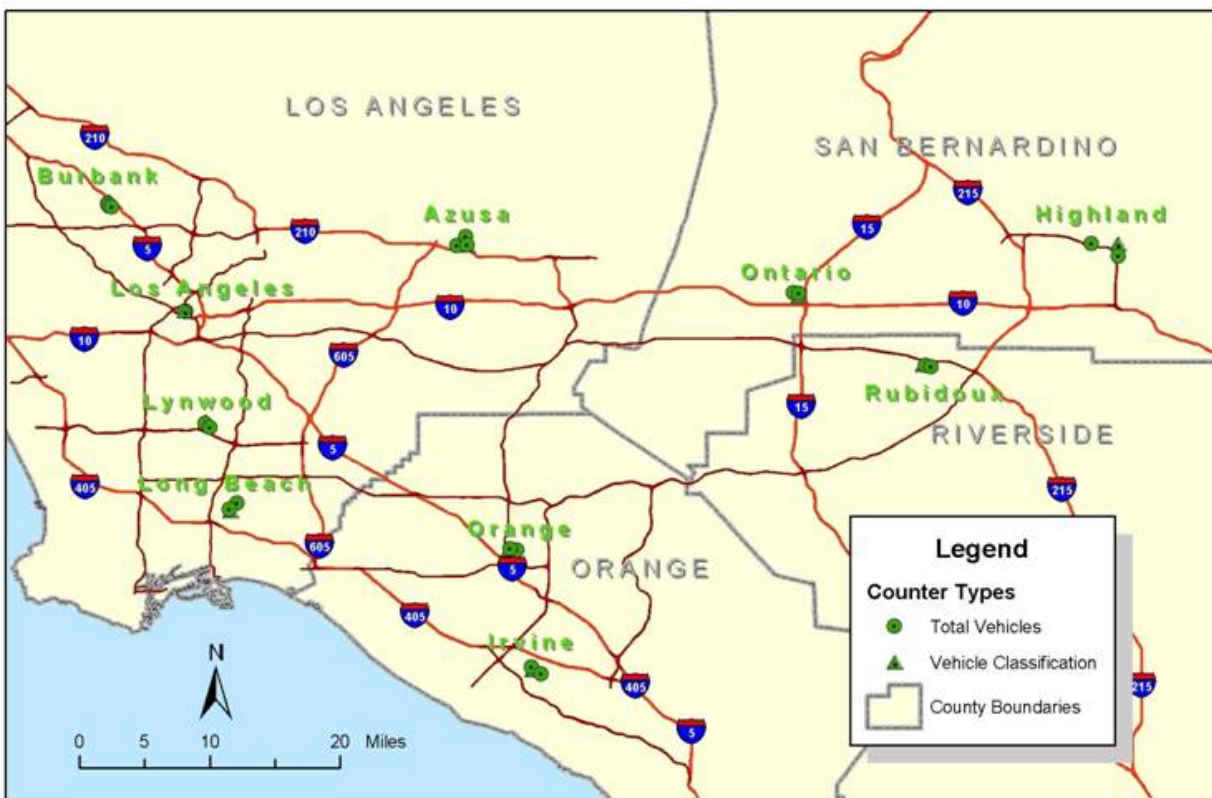 LOS ANGELES
SAN BERNARDINO
210
Burbank
215
Azusa
Highland
210
15
5
Ontario
Los Angeles
10
10
10
605
Rubidoux
Lynwood
15
RIVERSIDE
5
405
Long Beach
215
Orange
605
5
ORANGE
405
Irvine
405
215
5
N
0 5 10 20 Miles
Legend
Counter Types
Total Vehicles
Vehicle Classification
County Boundaries